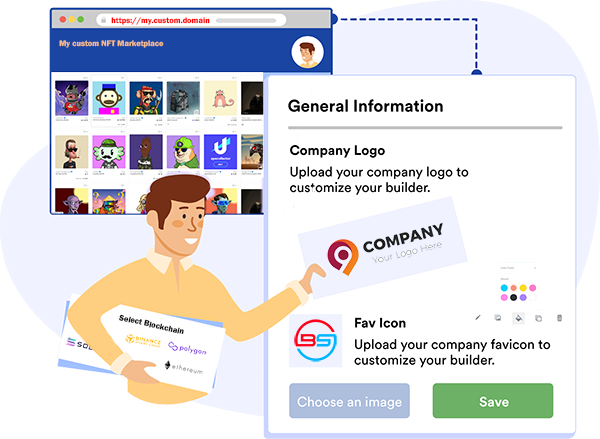 https://my.custom.domain
My custom NFT Marketplace
General Information
Company Logo
Upload your company logo to
customize your builder.
COMPANY
Your Logo Here
Select Blockchain
BINANCE
polygon
ethereum
BS
Fav Icon
Upload your company favicon to
customize your builder.
Choose an image
Save